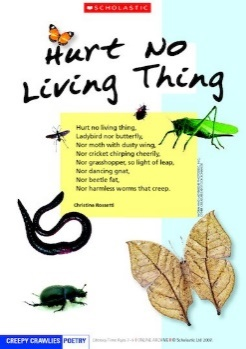 SCHOLASTIC
Hurt No
Living Thing
Hurt no living thing,
Ladybird nor butterfly,
Nor moth with dusty wing,
Nor cricket chirping cheerily,
Nor grasshopper, so light of leap,
Nor dancing gnat,
Nor beetle fat,
Nor harmless worms that creep.
Christina Rossetti
CREEPY CRAWLIES POETRY